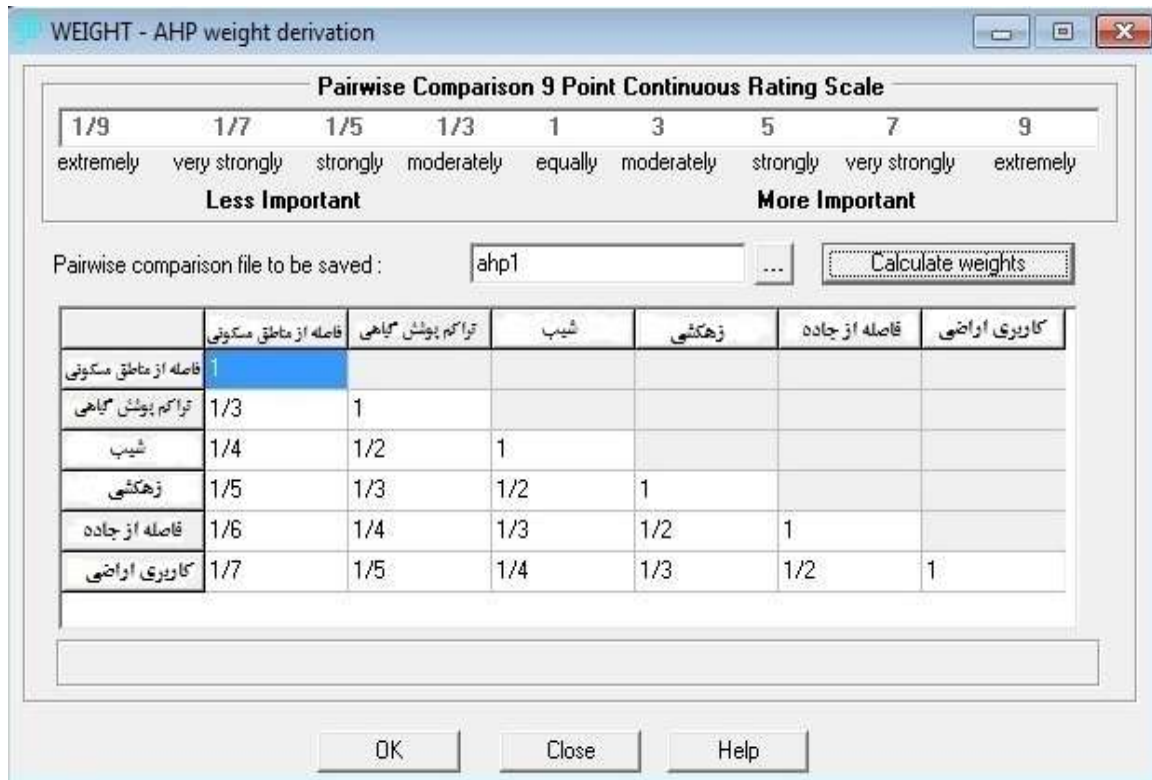 WEIGHT - AHP weight derivation
Pairwise Comparison 9 Point Continuous Rating Scale
1/9 1/7 1/5 1/3 1 3 5 7 9
extremely very strongly strongly moderately equally moderately strongly very strongly extremely
Less Important More Important
Pairwise comparison file to be saved : ahp1 ... Calculate weights
فاصله از مناطق مسکونی تراکم پوشش گیاهی شیب زهکشی فاصله از جاده کاربری اراضی
فاصله از مناطق مسکونی 1
تراکم پوشش گیاهی 1/3 1
شیب 1/4 1/2 1
زهکشی 1/5 1/3 1/2 1
فاصله از جاده 1/6 1/4 1/3 1/2 1
کاربری اراضی 1/7 1/5 1/4 1/3 1/2 1
OK Close Help